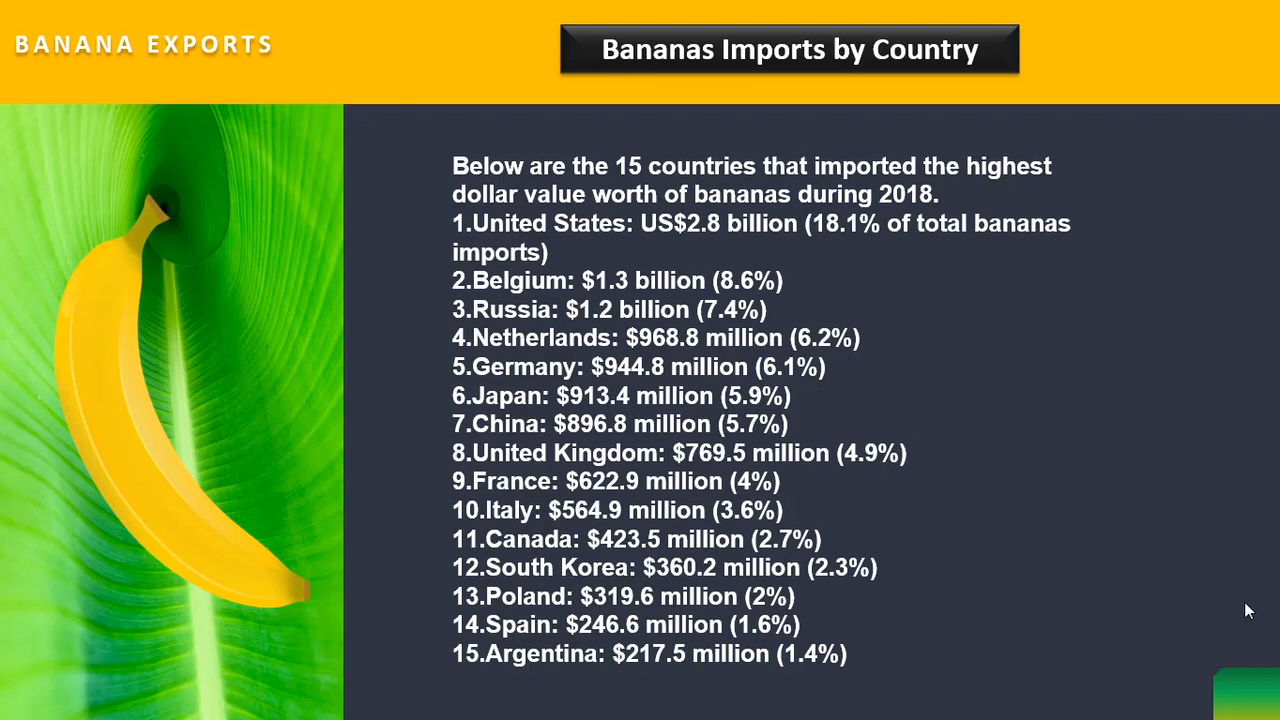 BANANA EXPORTS
Bananas Imports by Country
Below are the 15 countries that imported the highest
dollar value worth of bananas during 2018.
1.United States: US$2.8 billion (18.1% of total bananas
imports)
2.Belgium: $1.3 billion (8.6%)
3.Russia: $1.2 billion (7.4%)
4.Netherlands: $968.8 million (6.2%)
5.Germany: $944.8 million (6.1%)
6.Japan: $913.4 million (5.9%)
7.China: $896.8 million (5.7%)
8.United Kingdom: $769.5 million (4.9%)
9.France: $622.9 million (4%)
10.Italy: $564.9 million (3.6%)
11.Canada: $423.5 million (2.7%)
12.South Korea: $360.2 million (2.3%)
13.Poland: $319.6 million (2%)
14.Spain: $246.6 million (1.6%)
15.Argentina: $217.5 million (1.4%)